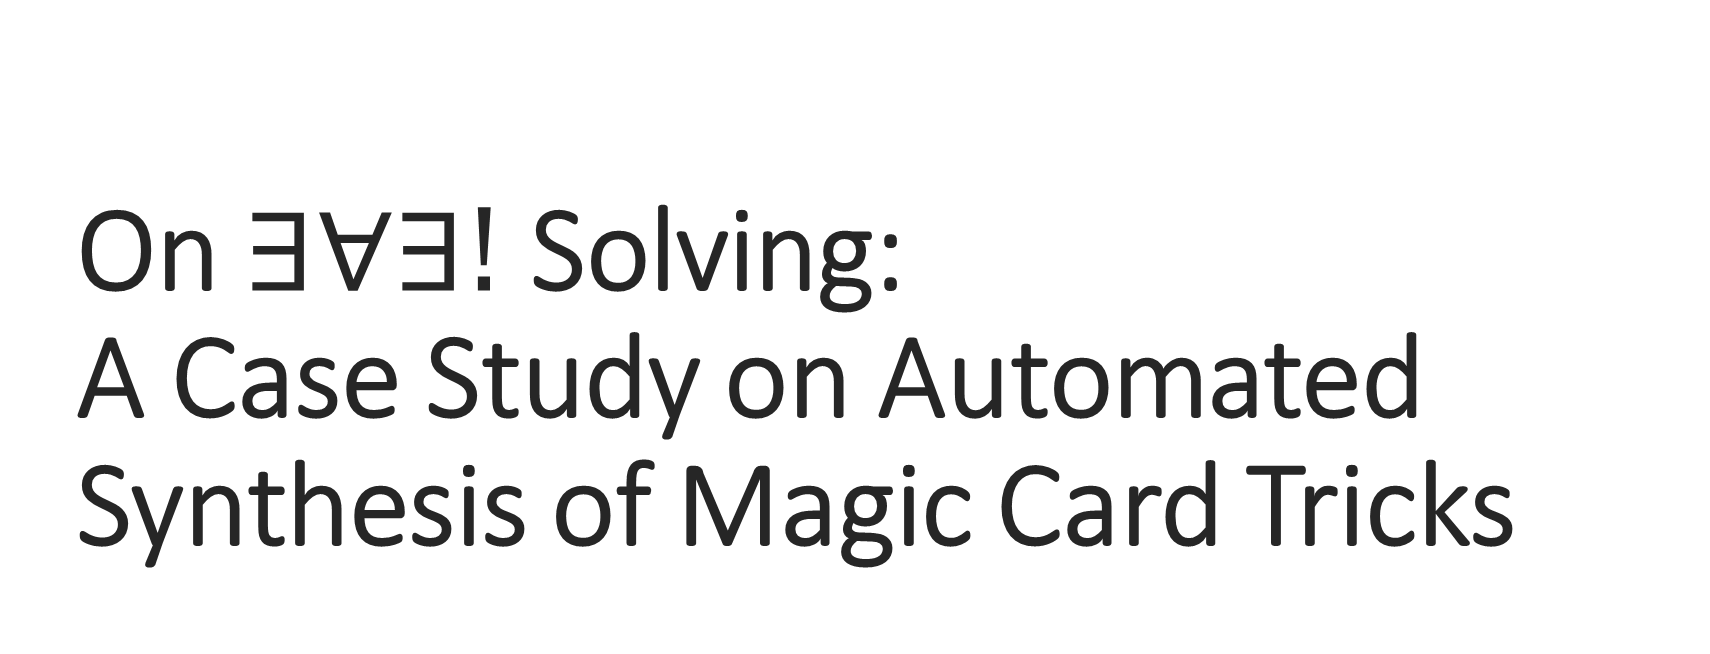 On ∃∀∃! Solving:
A Case Study on Automated
Synthesis of Magic Card Tricks